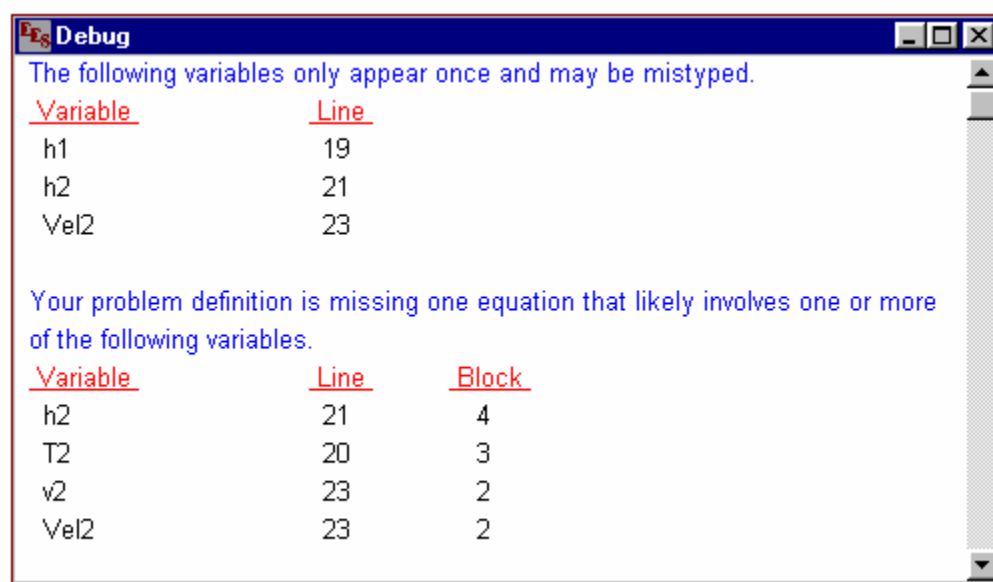 EES Debug
The following variables only appear once and may be mistyped.
Variable Line
h1 19
h2 21
Vel2 23
Your problem definition is missing one equation that likely involves one or more
of the following variables.
Variable Line Block
h2 21 4
T2 20 3
v2 23 2
Vel2 23 2